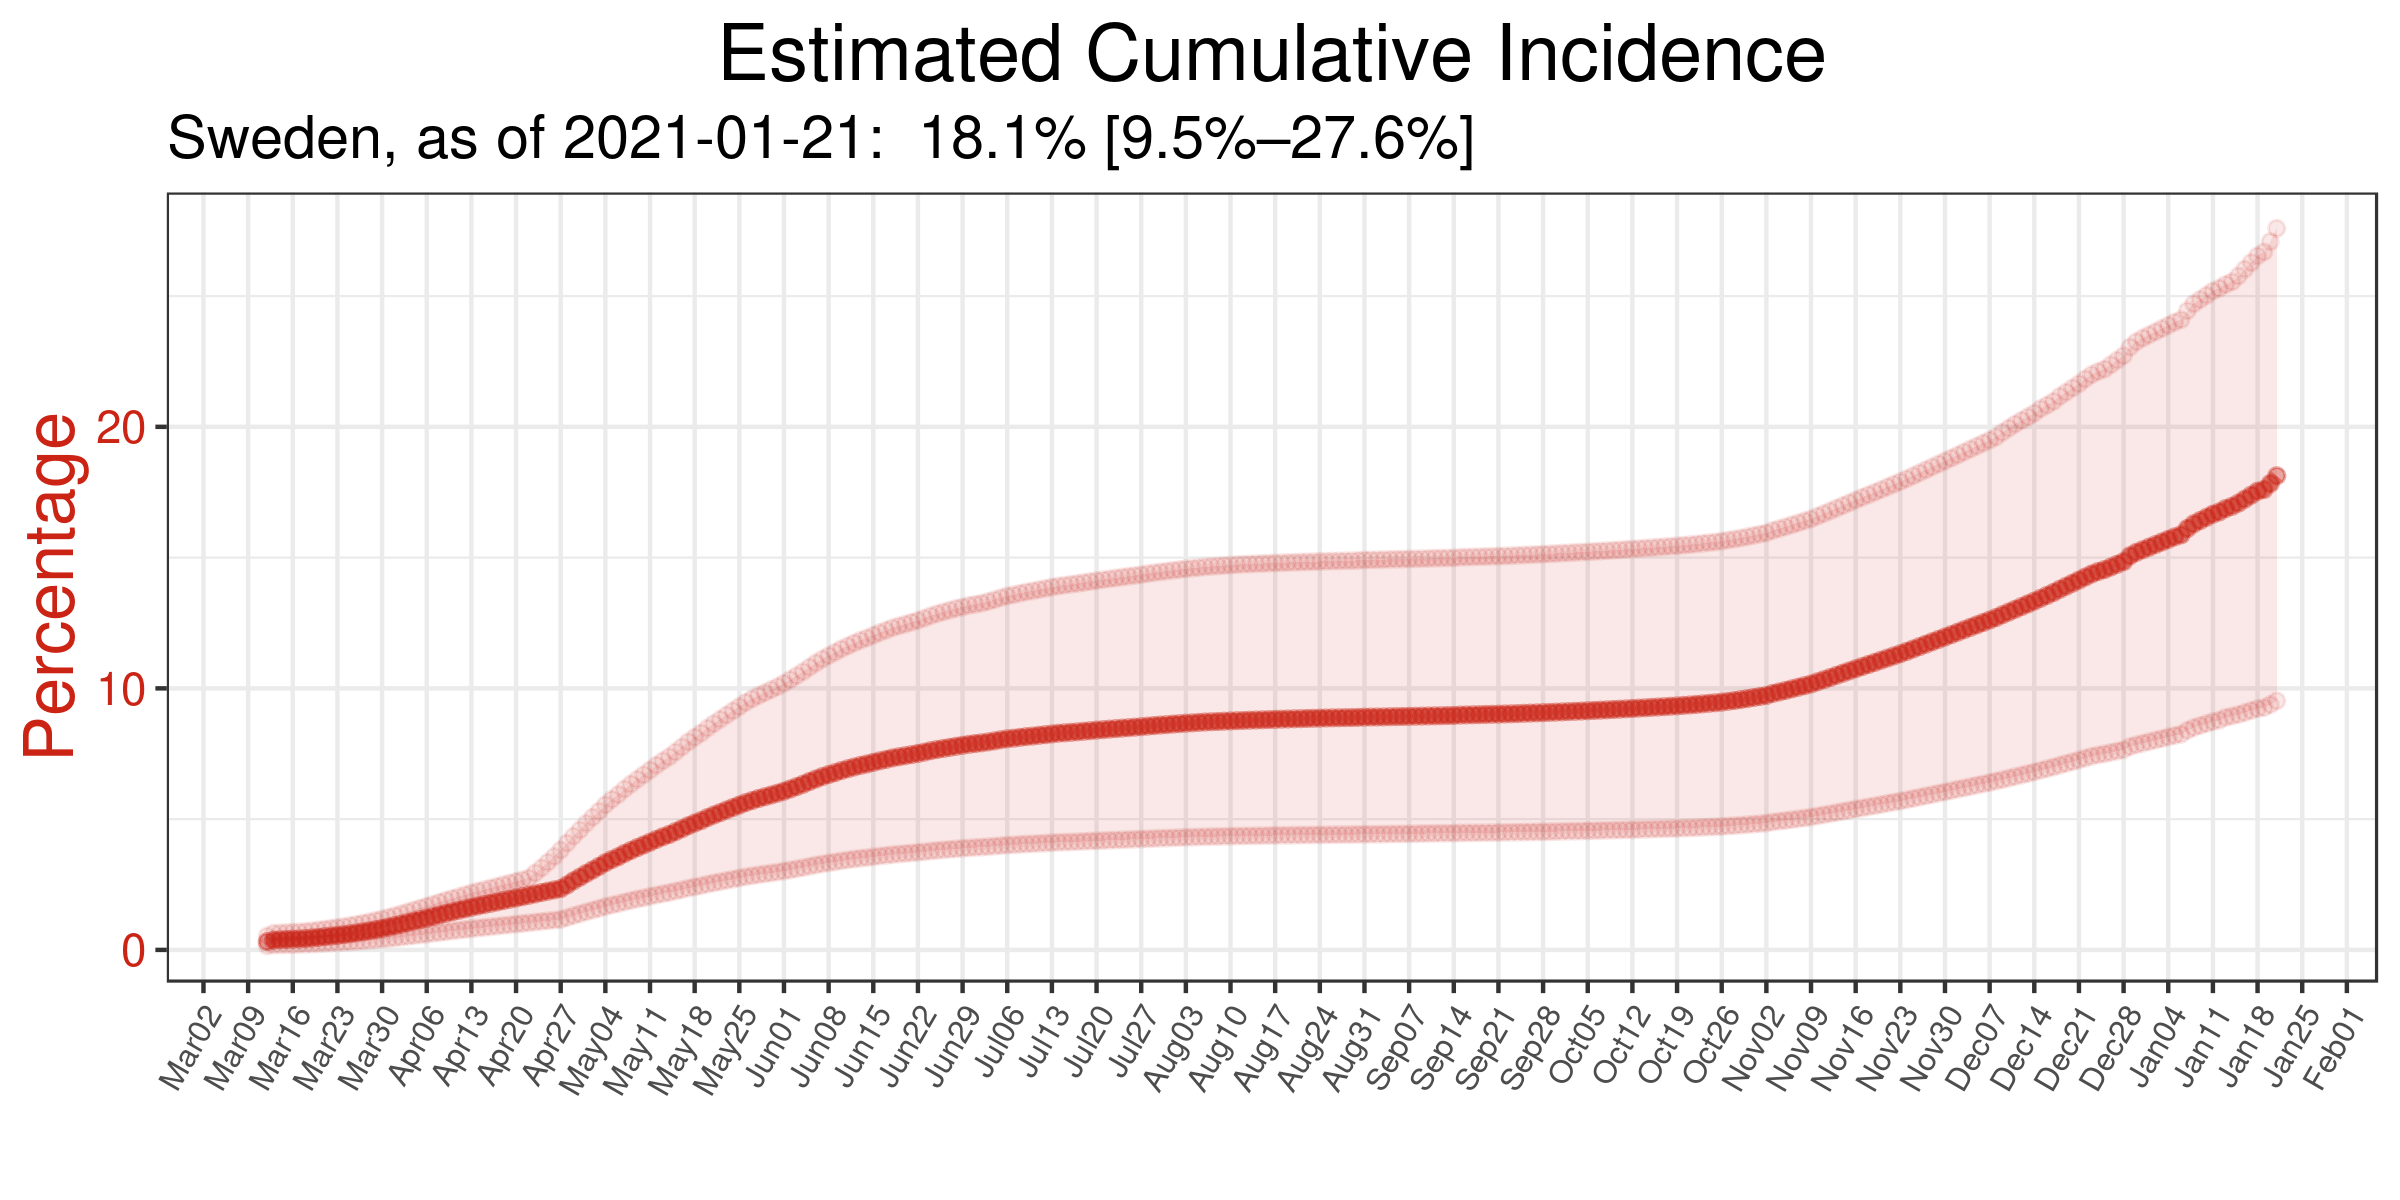 Estimated Cumulative Incidence
Sweden, as of 2021-01-21:  18.1% [9.5%–27.6%]
Percentage
20
10
0
Mar02
Mar09
Mar16
Mar23
Mar30
Apr06
Apr13
Apr20
Apr27
May04
May11
May18
May25
Jun01
Jun08
Jun15
Jun22
Jun29
Jul06
Jul13
Jul20
Jul27
Aug03
Aug10
Aug17
Aug24
Aug31
Sep07
Sep14
Sep21
Sep28
Oct05
Oct12
Oct19
Oct26
Nov02
Nov09
Nov16
Nov23
Nov30
Dec07
Dec14
Dec21
Dec28
Jan04
Jan11
Jan18
Jan25
Feb01